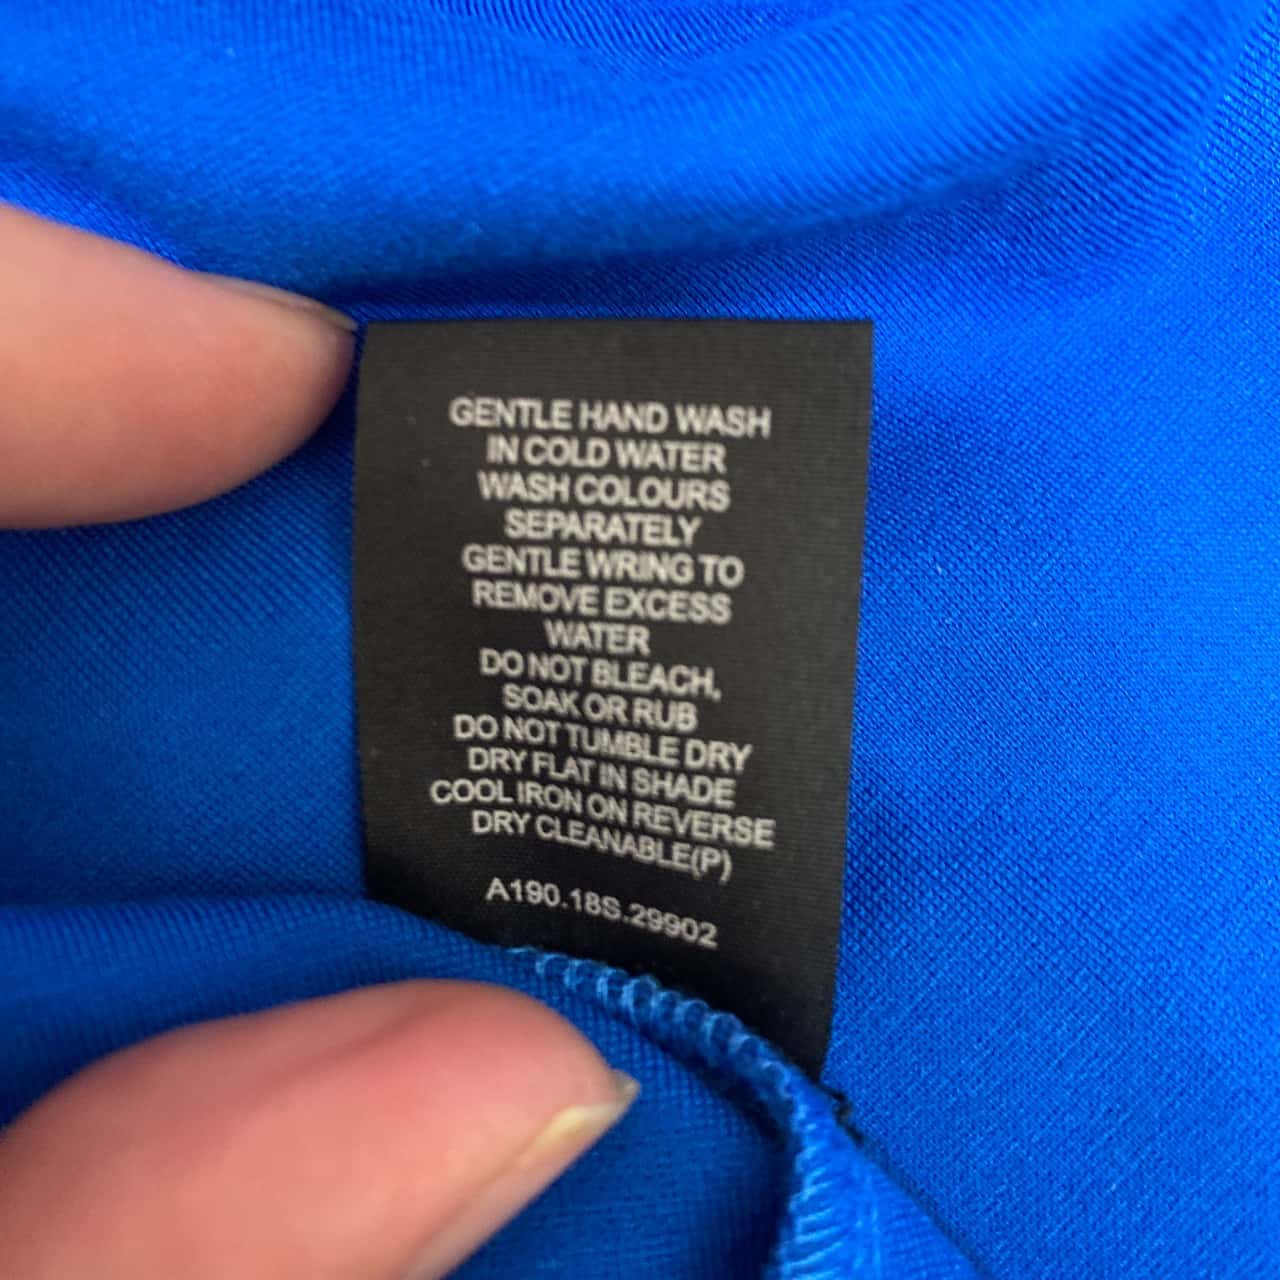 GENTLE HAND WASH
IN COLD WATER
WASH COLOURS
SEPARATELY
GENTLE WRING TO
REMOVE EXCESS
WATER
DO NOT BLEACH,
SOAK OR RUB
DO NOT TUMBLE DRY
DRY FLAT IN SHADE
COOL IRON ON REVERSE
DRY CLEANABLE(P)
A190.18S.29902